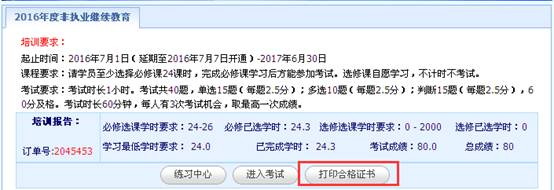 2016年度非执业继续教育
培训要求：
起止时间：2016年7月1日（延期至2016年7月7日开通）-2017年6月30日
课程要求：请学员至少选择必修课24课时，完成必修课学习后方能参加考试。选修课自愿学习，不计时不考试。
考试要求：考试时长1小时。考试共40题，单选15题（每题2.5分）；多选10题（每题2.5分）；判断15题（每题2.5分），6
0分及格。考试时长60分钟，每人有3次考试机会，取最高一次成绩。
培训报告： 必修选课学时要求：24-26 必修已选学时：24.3 选修课学时要求：0 - 2000 选修已选学时：0
订单号:2045453 学习最低学时要求： 24.0 已完成学时：24.3 考试成绩：80.0 总成绩：80
练习中心 进入考试 打印合格证书